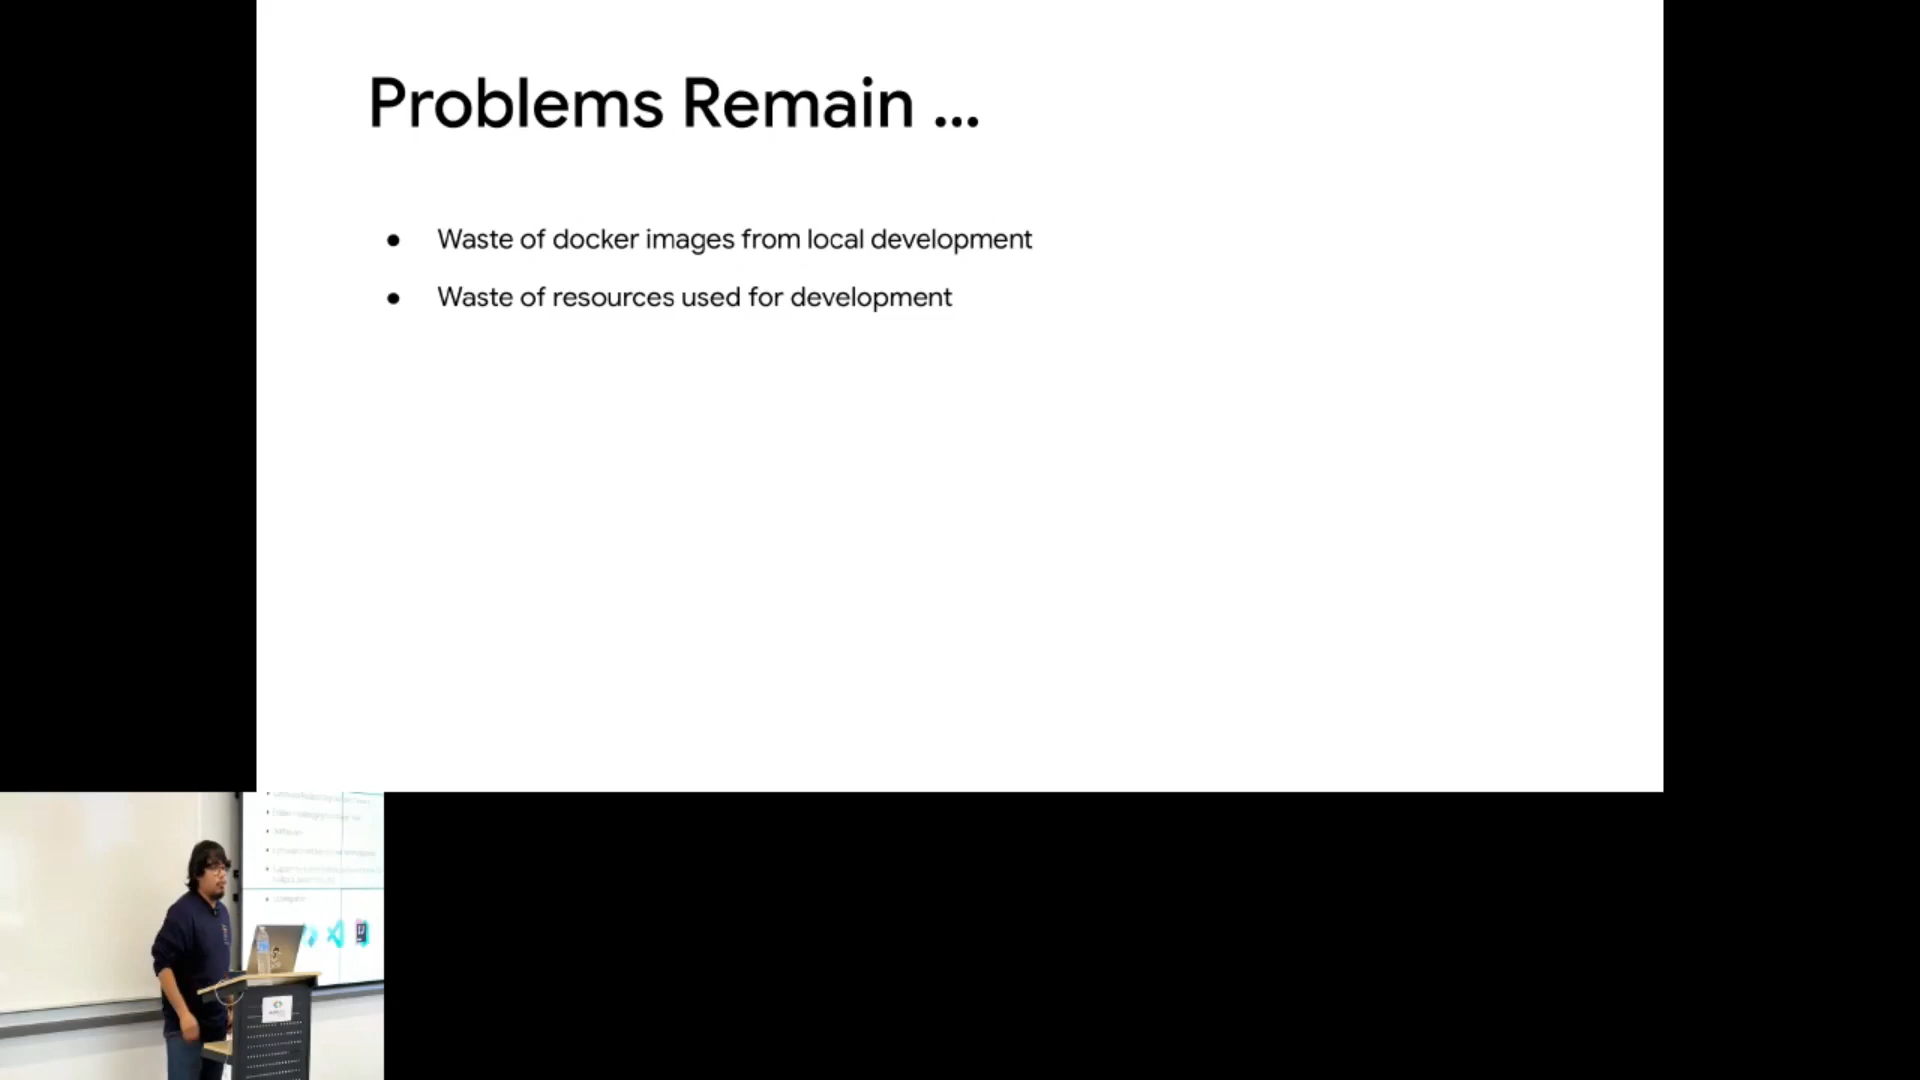 Problems Remain ...
● Waste of docker images from local development
● Waste of resources used for development